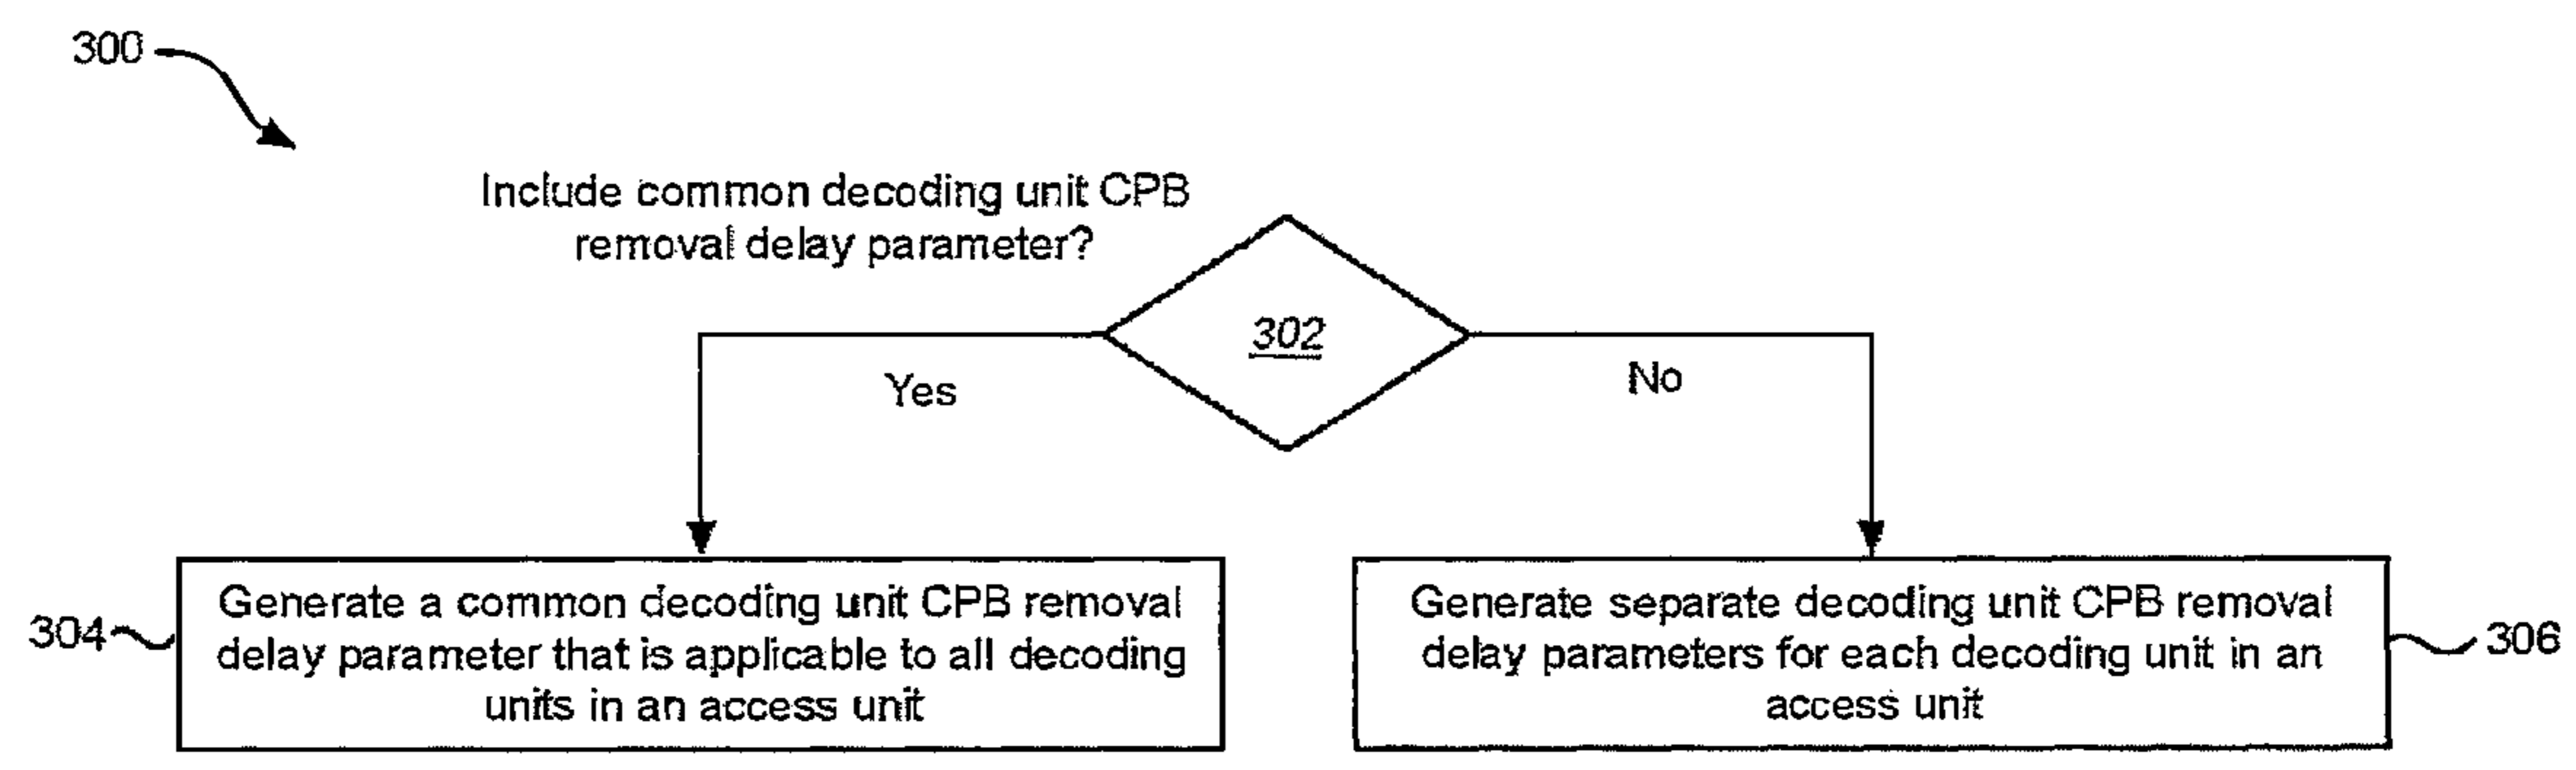 300
Include common decoding unit CPB
removal delay parameter?
302
Yes
No
304
Generate a common decoding unit CPB removal
delay parameter that is applicable to all decoding
units in an access unit
Generate separate decoding unit CPB removal
delay parameters for each decoding unit in an
access unit
306